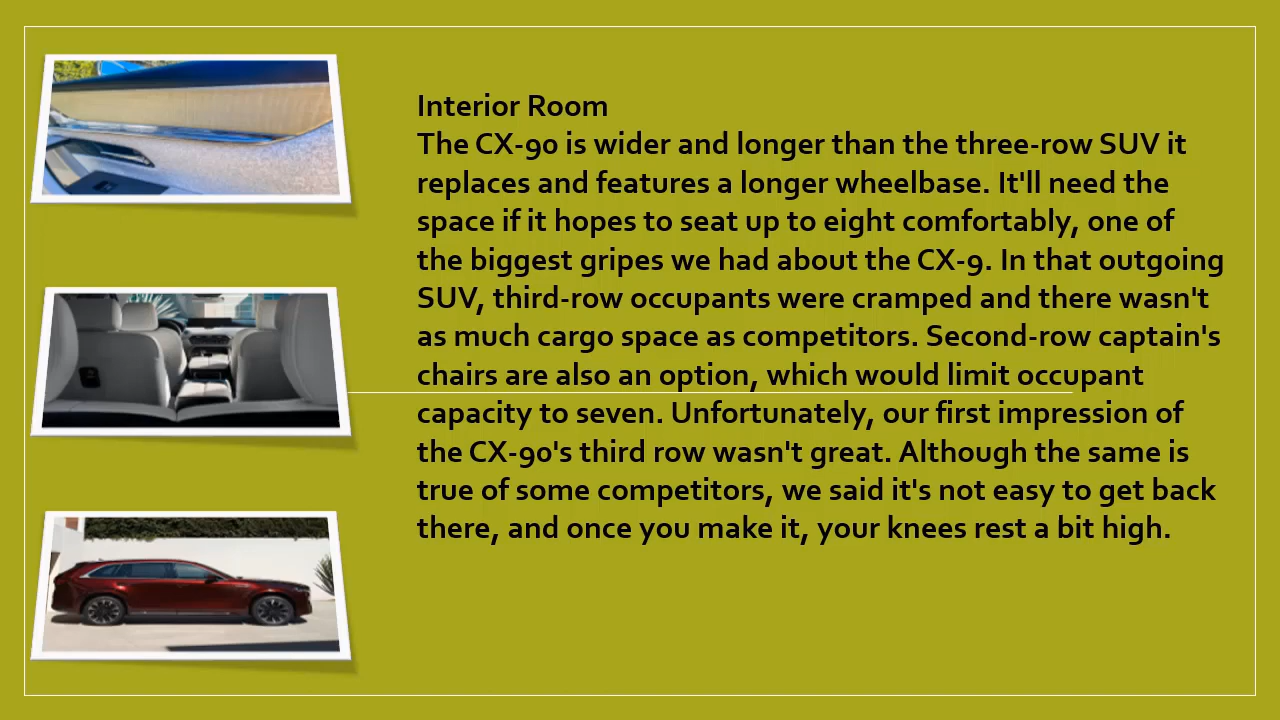 Interior Room
The CX-90 is wider and longer than the three-row SUV it
replaces and features a longer wheelbase. It'll need the
space if it hopes to seat up to eight comfortably, one of
the biggest gripes we had about the CX-9. In that outgoing
SUV, third-row occupants were cramped and there wasn't
as much cargo space as competitors. Second-row captain's
chairs are also an option, which would limit occupant
capacity to seven. Unfortunately, our first impression of
the CX-90's third row wasn't great. Although the same is
true of some competitors, we said it's not easy to get back
there, and once you make it, your knees rest a bit high.